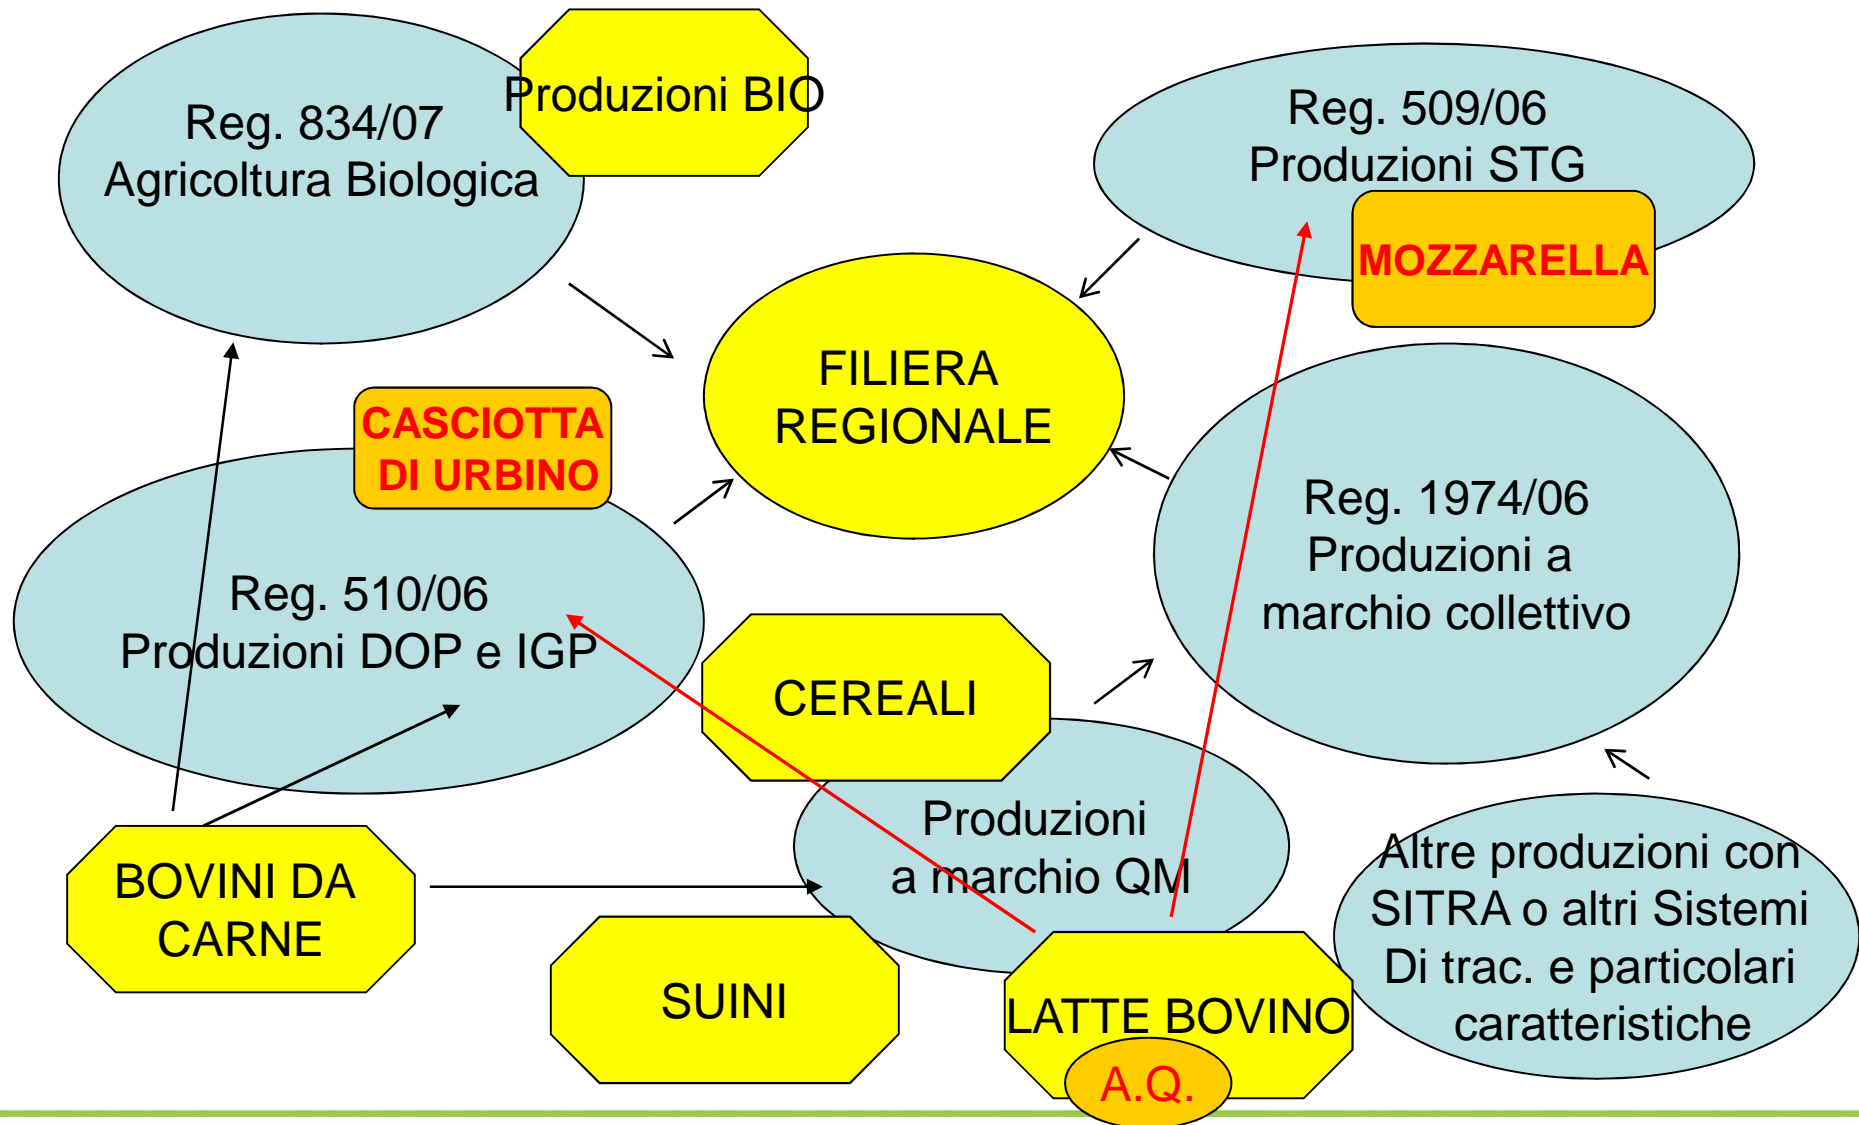 Produzioni BIO
Reg. 834/07
Agricoltura Biologica
Reg. 509/06
Produzioni STG
MOZZARELLA
FILIERA
REGIONALE
CASCIOTTA
DI URBINO
Reg. 510/06
Produzioni DOP e IGP
Reg. 1974/06
Produzioni a
marchio collettivo
CEREALI
Produzioni
a marchio QM
BOVINI DA
CARNE
SUINI
LATTE BOVINO
A.Q.
Altre produzioni con
SITRA o altri Sistemi
Di trac. e particolari
caratteristiche